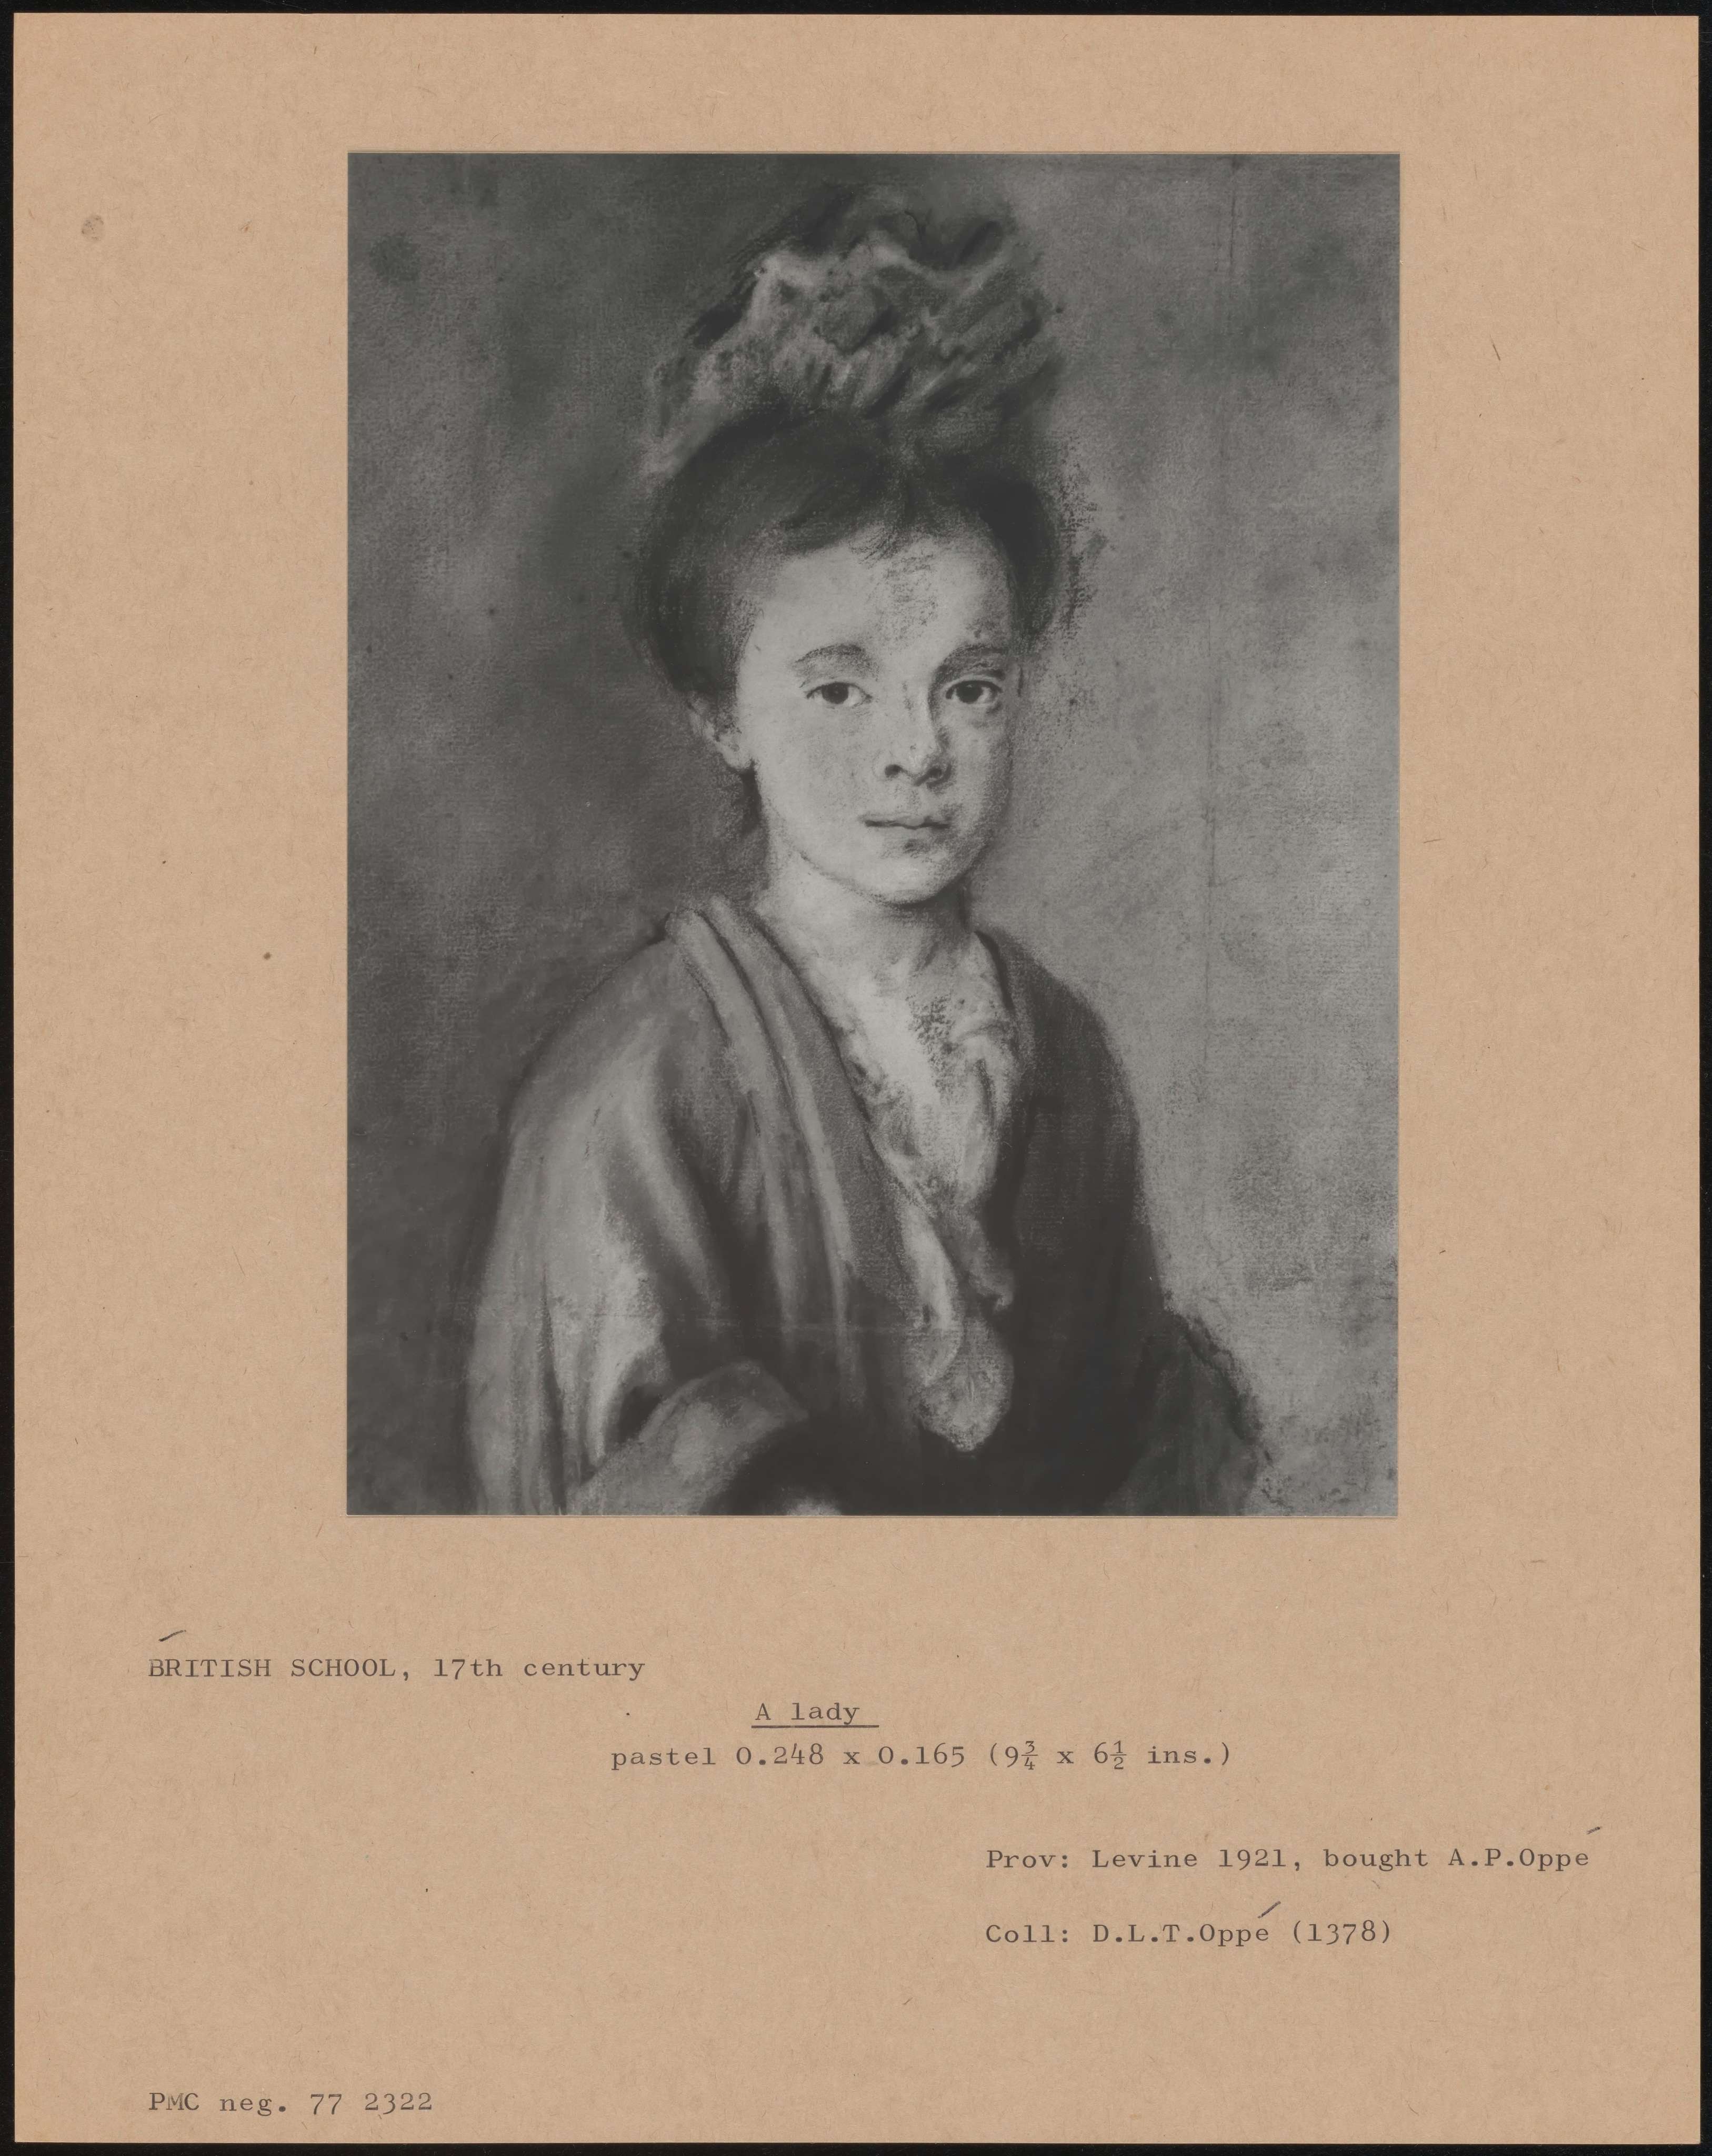 BRITISH SCHOOL, 17th century
A lady
pastel 0.248 x 0.165 (9¾ x 6½ ins.)
Prov: Levine 1921, bought A.P.Oppé
Coll: D.L.T.Oppé (1378)
PMC neg. 77 2322